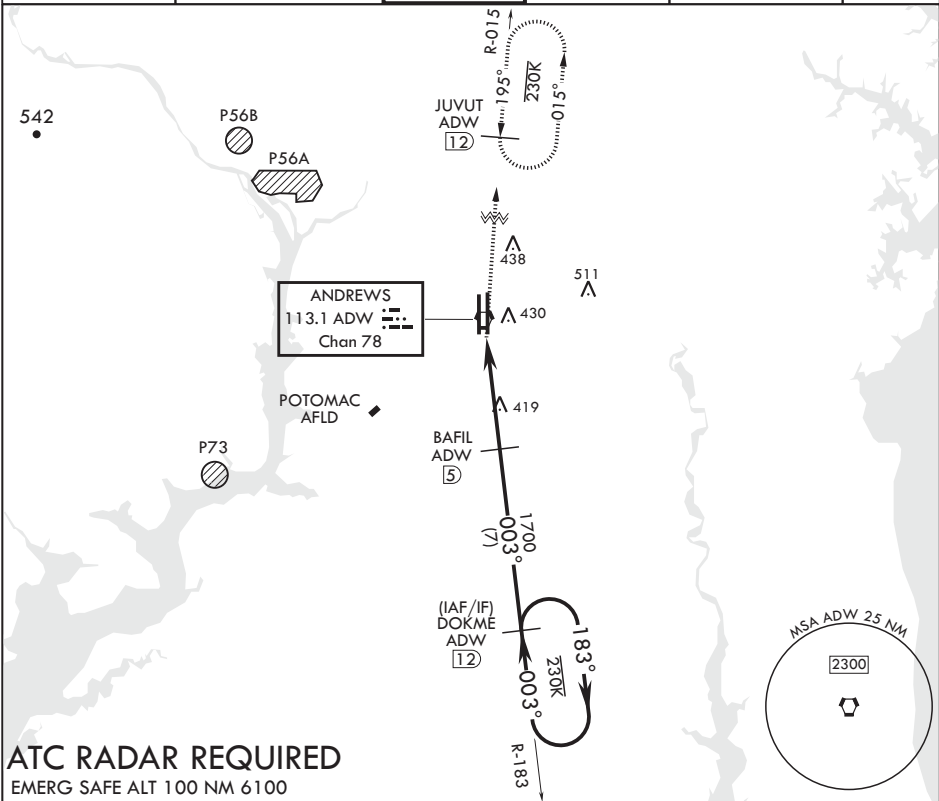 R-015
195°
230K
015°
JUVUT
ADW
12
542
P56B
P56A
438
511
ANDREWS
113.1 ADW
Chan 78
430
POTOMAC
AFLD
419
BAFIL
ADW
5
P73
1700
003°
(7)
(IAF/IF)
DOKME
ADW
12
183°
230K
003°
R-183
MSA ADW 25 NM
2300
ATC RADAR REQUIRED
EMERG SAFE ALT 100 NM 6100